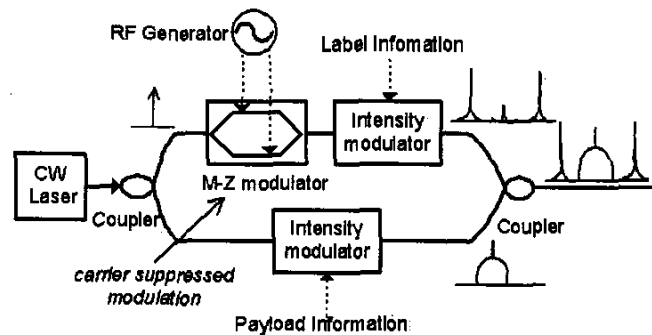 RF Generator
Label Infomation
Intensity
modulator
CW
Laser
M-Z modulator
Coupler
Intensity
modulator
Coupler
carrier suppressed
modulation
Payload Information